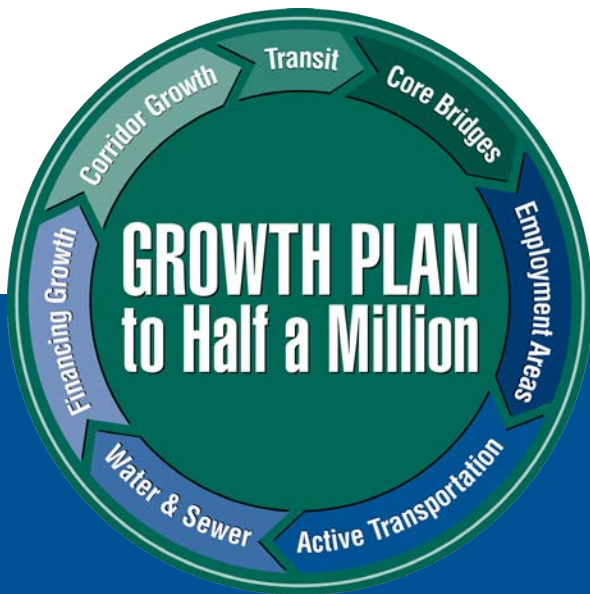 GROWTH PLAN
to Half a Million
Transit
Core Bridges
Employment Areas
Active Transportation
Water & Sewer
Financing Growth
Corridor Growth